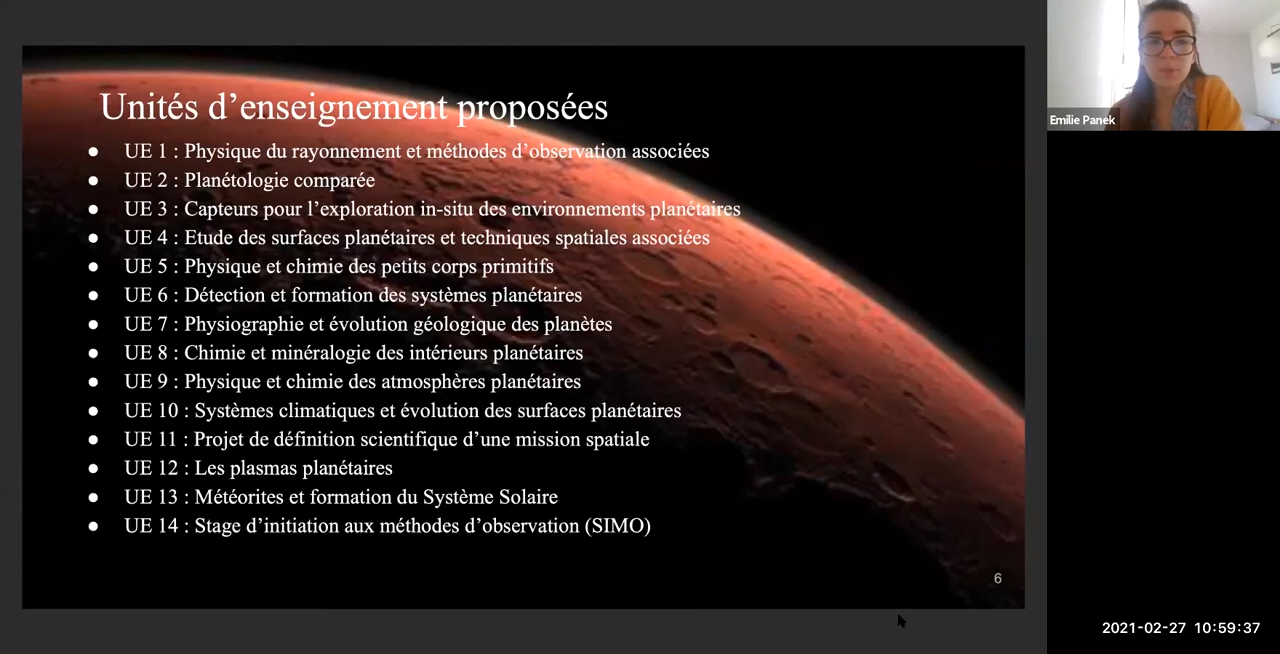 Unités d’enseignement proposées
● UE 1 : Physique du rayonnement et méthodes d’observation associées
● UE 2 : Planétologie comparée
● UE 3 : Capteurs pour l’exploration in-situ des environnements planétaires
● UE 4 : Etude des surfaces planétaires et techniques spatiales associées
● UE 5 : Physique et chimie des petits corps primitifs
● UE 6 : Détection et formation des systèmes planétaires
● UE 7 : Physiographie et évolution géologique des planètes
● UE 8 : Chimie et minéralogie des intérieurs planétaires
● UE 9 : Physique et chimie des atmosphères planétaires
● UE 10 : Systèmes climatiques et évolution des surfaces planétaires
● UE 11 : Projet de définition scientifique d’une mission spatiale
● UE 12 : Les plasmas planétaires
● UE 13 : Météorites et formation du Système Solaire
● UE 14 : Stage d’initiation aux méthodes d’observation (SIMO)
6
Emilie Panek
2021-02-27 10:59:37